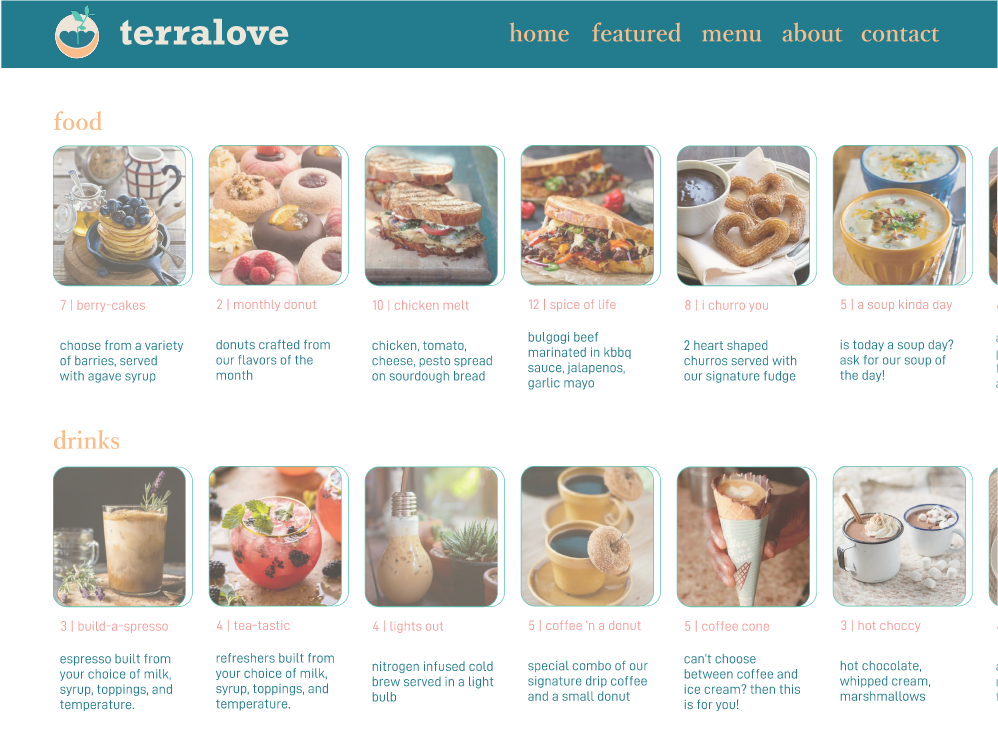 terralove
home featured menu about contact
food
7 | berry-cakes
choose from a variety
of barries, served
with agave syrup
2 | monthly donut
donuts crafted from
our flavors of the
month
10 | chicken melt
chicken, tomato,
cheese, pesto spread
on sourdough bread
12 | spice of life
bulgogi beef
marinated in kbbq
sauce, jalapenos,
garlic mayo
8 | i churro you
2 heart shaped
churros served with
our signature fudge
5 | a soup kinda day
is today a soup day?
ask for our soup of
the day!
drinks
3 | build-a-spresso
espresso built from
your choice of milk,
syrup, toppings, and
temperature.
4 | tea-tastic
refreshers built from
your choice of milk,
syrup, toppings, and
temperature.
4 | lights out
nitrogen infused cold
brew served in a light
bulb
5 | coffee 'n a donut
special combo of our
signature drip coffee
and a small donut
5 | coffee cone
can't choose
between coffee and
ice cream? then this
is for you!
3 | hot choccy
hot chocolate,
whipped cream,
marshmallows